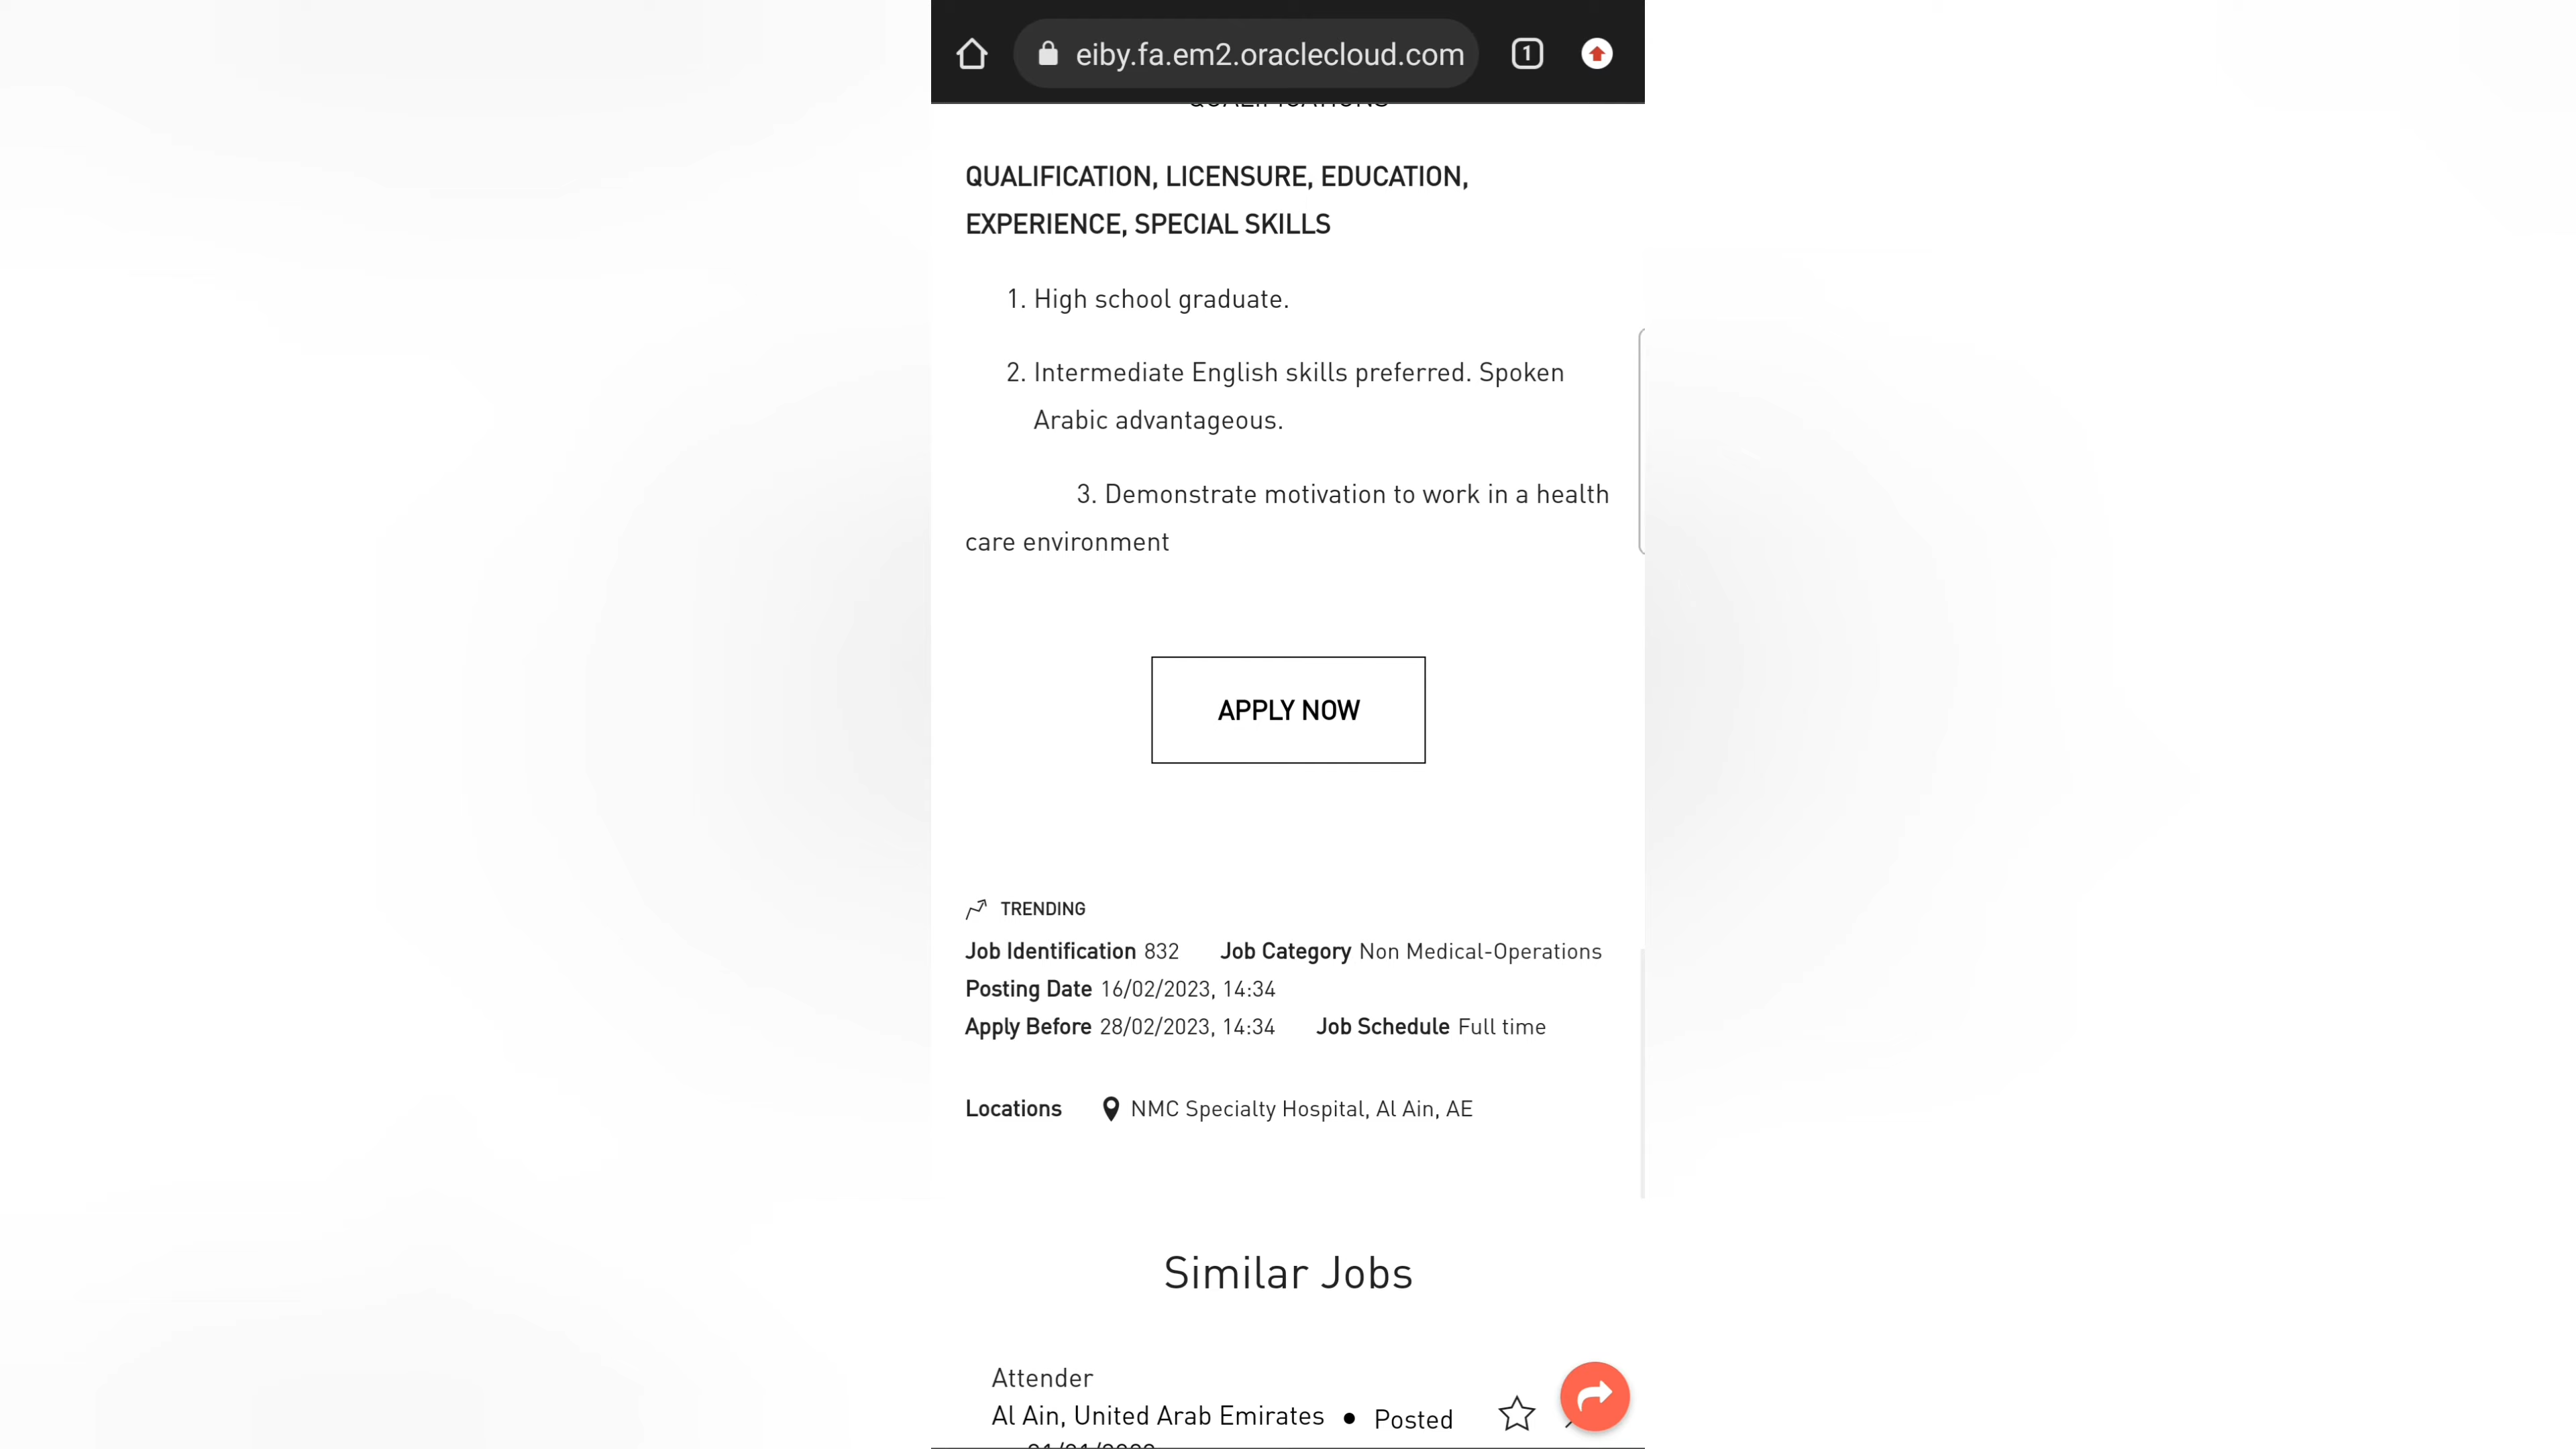 eiby.fa.em2.oraclecloud.com
1
QUALIFICATIONS
QUALIFICATION, LICENSURE, EDUCATION,
EXPERIENCE, SPECIAL SKILLS
1. High school graduate.
2. Intermediate English skills preferred. Spoken
Arabic advantageous.
3. Demonstrate motivation to work in a health
care environment
APPLY NOW
TRENDING
Job Identification 832 Job Category Non Medical-Operations
Posting Date 16/02/2023, 14:34
Apply Before 28/02/2023, 14:34 Job Schedule Full time
Locations NMC Specialty Hospital, Al Ain, AE
Similar Jobs
Attender
Al Ain, United Arab Emirates • Posted